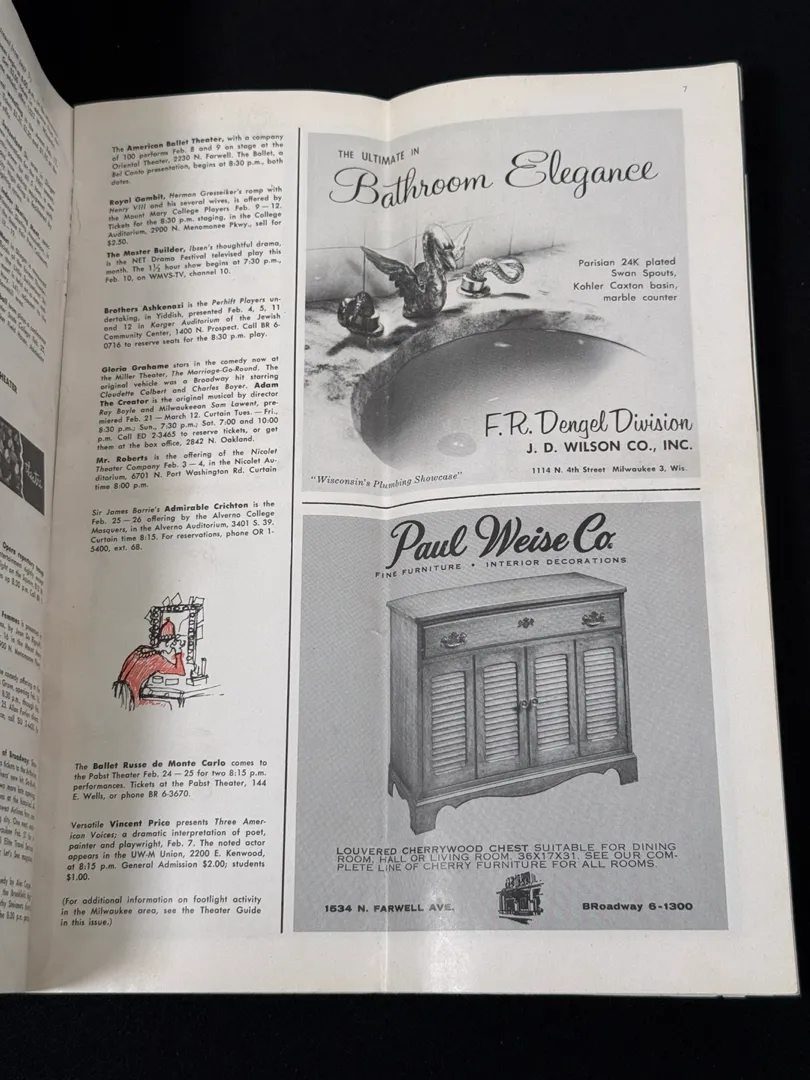 7
The American Ballet Theater, with a company
of 100 performs Feb. 8 and 9 on stage at the
Oriental Theater, 2230 N. Farwell. The Ballet, a
Bel Canto presentation, begins at 8:30 p.m., both
dates.
Royal Gambit, Herman Gresseiker's romp with
Henry VIII and his several wives, is offered by
the Mount Mary College Players Feb. 9 — 12.
Tickets for the 8:30 p.m. staging, in the College
Auditorium, 2900 N. Menomonee Pkwy., sell for
$2.50.
The Master Builder, Ibsen's thoughtful drama,
is the NET Drama Festival televised play this
month. The 1½ hour show begins at 7:30 p.m.,
Feb. 10, on WMVS-TV, channel 10.
Brothers Ashkenazi is the Perhift Players un-
dertaking, in Yiddish, presented Feb. 4, 5, 11
and 12 in Karger Auditorium of the Jewish
Community Center, 1400 N. Prospect. Call BR 6-
0716 to reserve seats for the 8:30 p.m. play.
Gloria Grahame stars in the comedy now at
the Miller Theater, The Marriage-Go-Round. The
original vehicle was a Broadway hit starring
Claudette Colbert and Charles Boyer. Adam
The Creator is the original musical by director
Ray Boyle and Milwaukeean Sam Lawent, pre-
miered Feb. 21 — March 12. Curtain Tues. — Fri.,
8:30 p.m.; Sun., 7:30 p.m.; Sat. 7:00 and 10:00
p.m. Call ED 2-3465 to reserve tickets, or get
them at the box office, 2842 N. Oakland.
Mr. Roberts is the offering of the Nicolet
Theater Company Feb. 3 — 4, in the Nicolet Au-
ditorium, 6701 N. Port Washington Rd. Curtain
time 8:00 p.m.
Sir James Barrie's Admirable Crichton is the
Feb. 25 — 26 offering by the Alverno College
Masquers, in the Alverno Auditorium, 3401 S. 39.
Curtain time 8:15. For reservations, phone OR 1-
5400, ext. 68.
The Ballet Russe de Monte Carlo comes to
the Pabst Theater Feb. 24 — 25 for two 8:15 p.m.
performances. Tickets at the Pabst Theater, 144
E. Wells, or phone BR 6-3670.
Versatile Vincent Price presents Three Amer-
ican Voices; a dramatic interpretation of poet,
painter and playwright, Feb. 7. The noted actor
appears in the UW-M Union, 2200 E. Kenwood,
at 8:15 p.m. General Admission $2.00; students
$1.00.
(For additional information on footlight activity
in the Milwaukee area, see the Theater Guide
in this issue.)
THE ULTIMATE IN
Bathroom Elegance
Parisian 24K plated
Swan Spouts,
Kohler Caxton basin,
marble counter
F.R. Dengel Division
J. D. WILSON CO., INC.
1114 N. 4th Street Milwaukee 3, Wis.
"Wisconsin's Plumbing Showcase"
Paul Weise Co.
FINE FURNITURE • INTERIOR DECORATIONS
LOUVERED CHERRYWOOD CHEST SUITABLE FOR DINING
ROOM, HALL OR LIVING ROOM, 36X17X31. SEE OUR COM-
PLETE LINE OF CHERRY FURNITURE FOR ALL ROOMS.
1534 N. FARWELL AVE.
BRoadway 6-1300